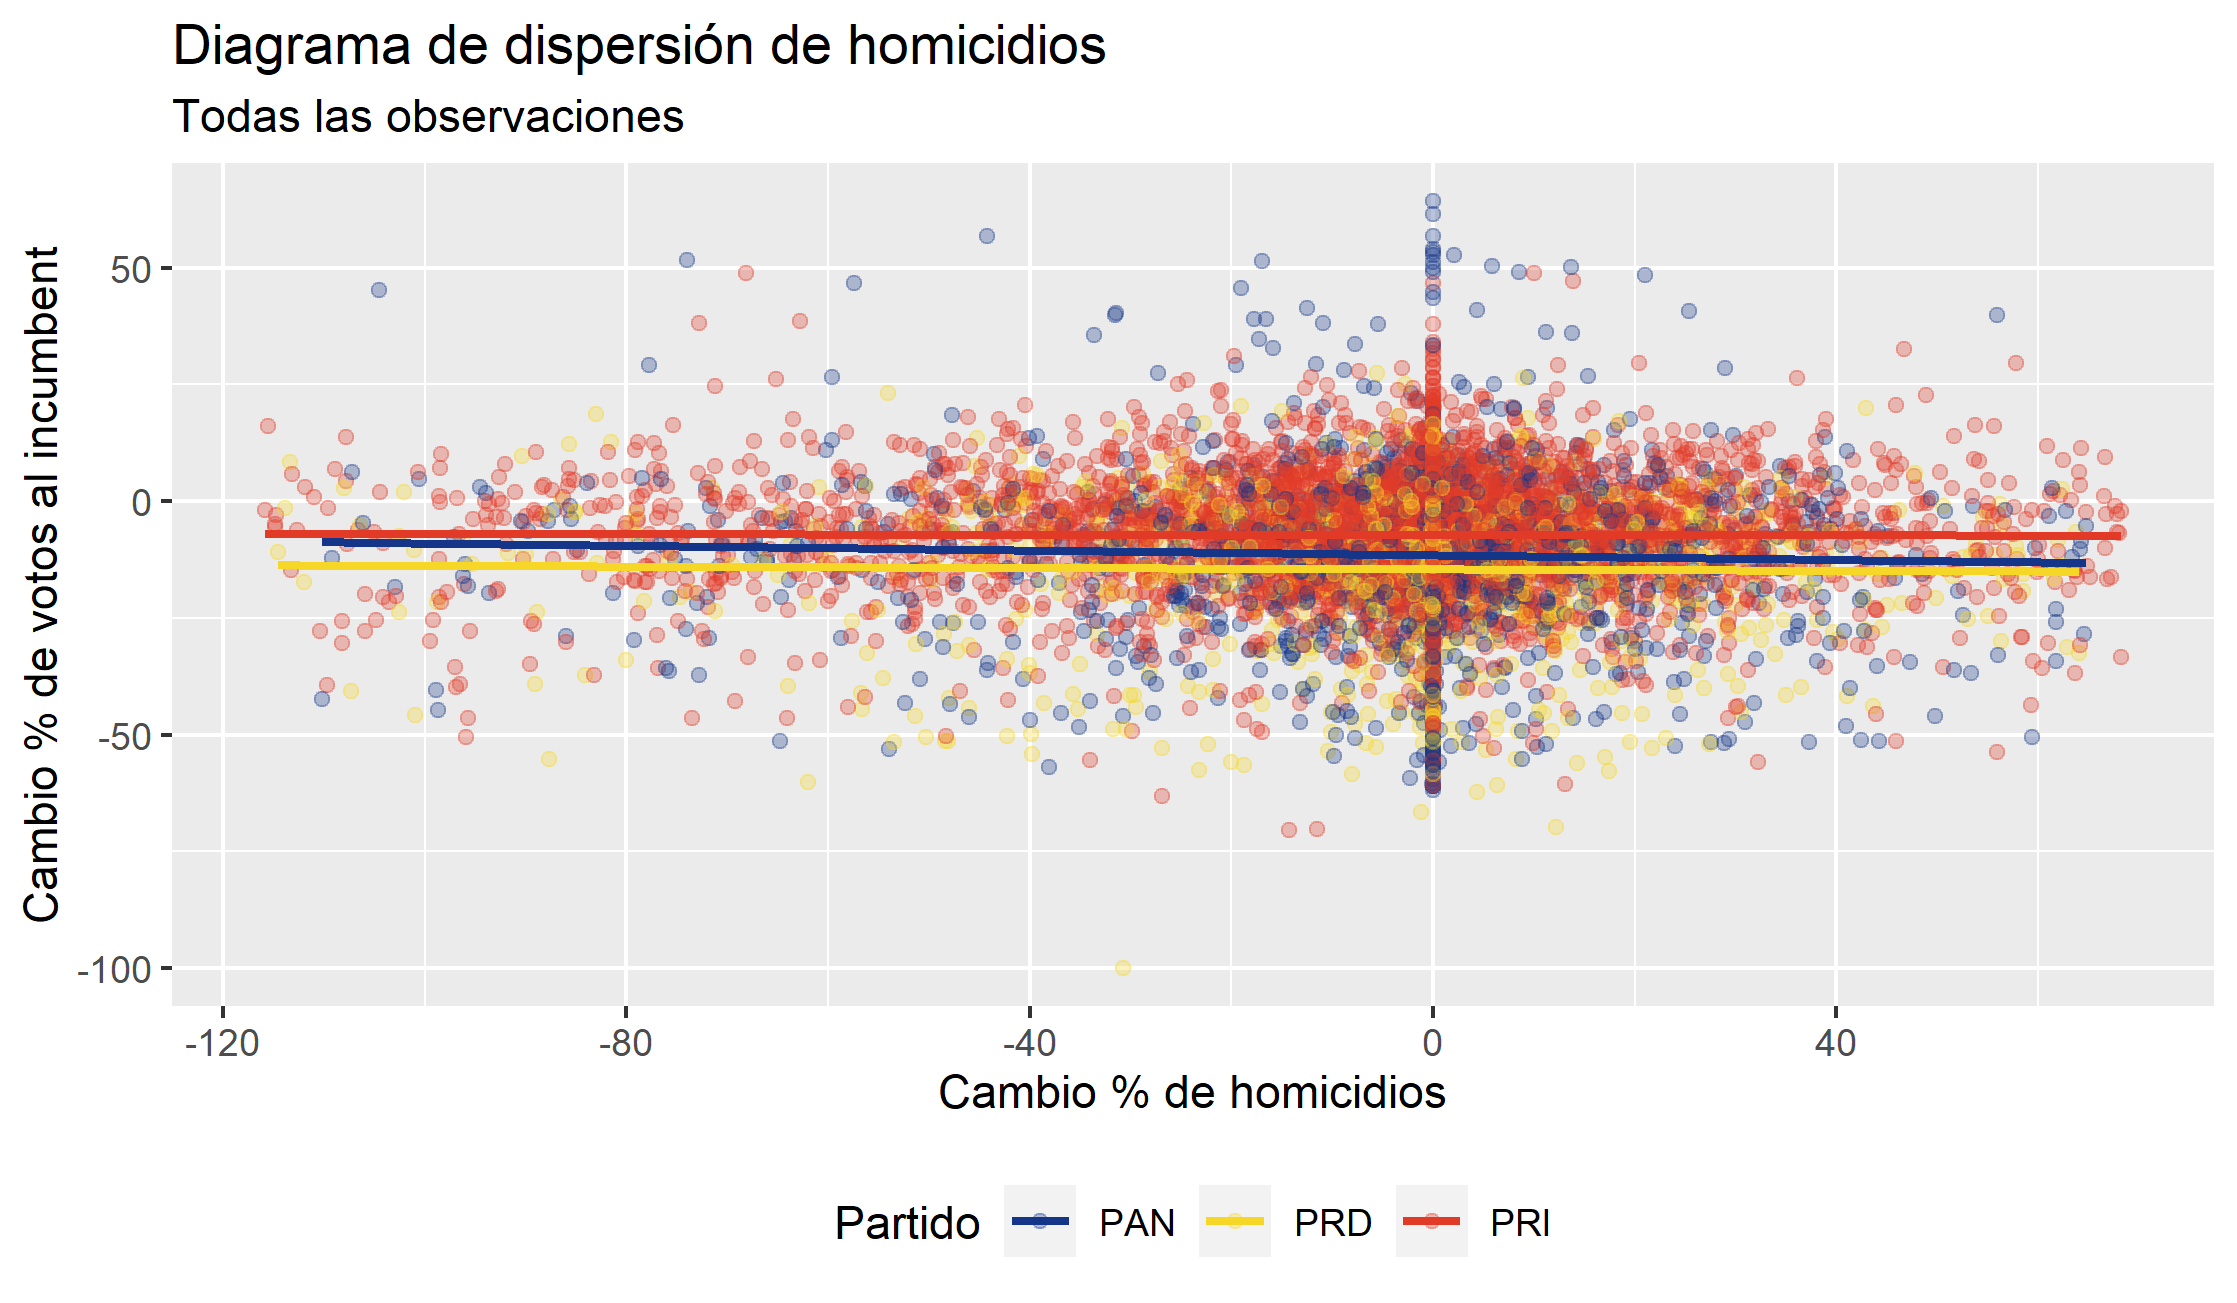 Diagrama de dispersión de homicidios
Todas las observaciones
Cambio % de votos al incumbent
50
0
-50
-100
-120
-80
-40
0
40
Cambio % de homicidios
Partido
PAN
PRD
PRI